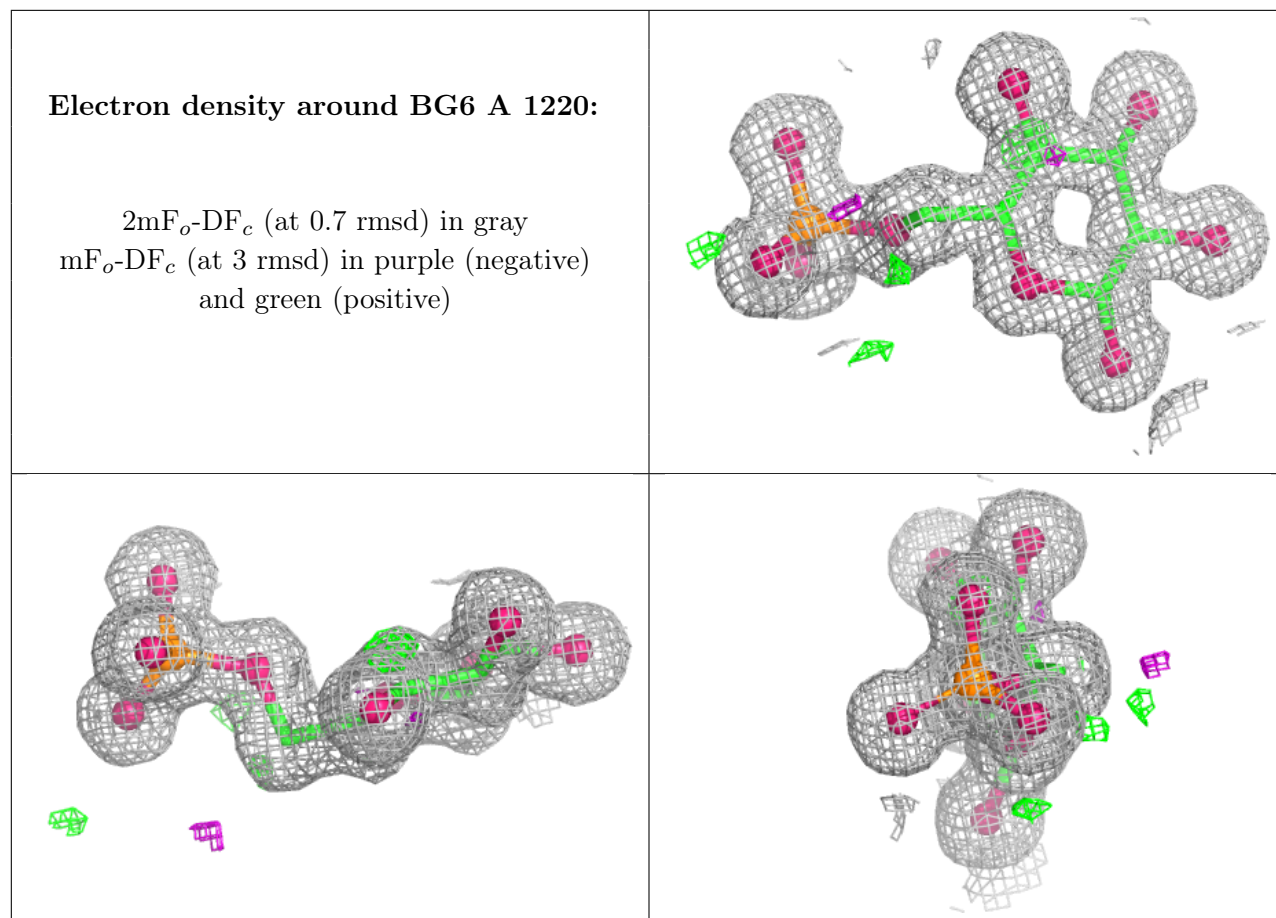 Electron density around BG6 A 1220:
2mFo-DFc (at 0.7 rmsd) in gray
mFo-DFc (at 3 rmsd) in purple (negative)
and green (positive)